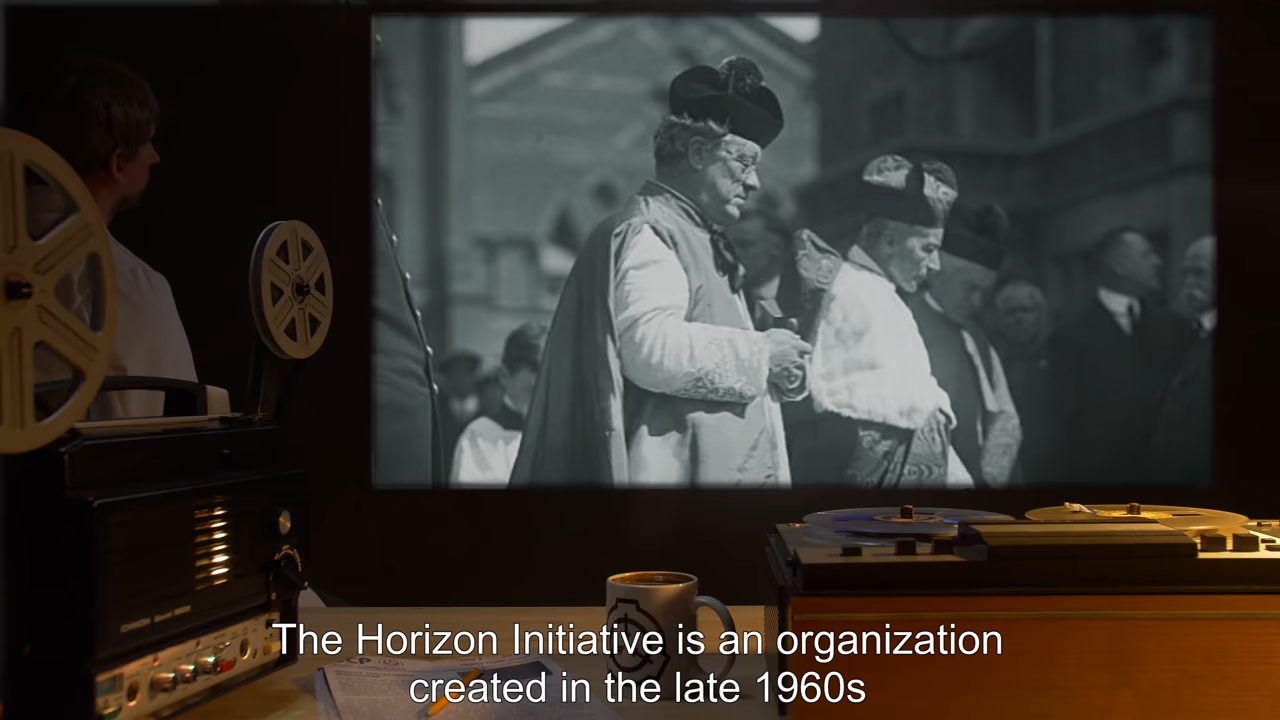 The Horizon Initiative is an organization
created in the late 1960s